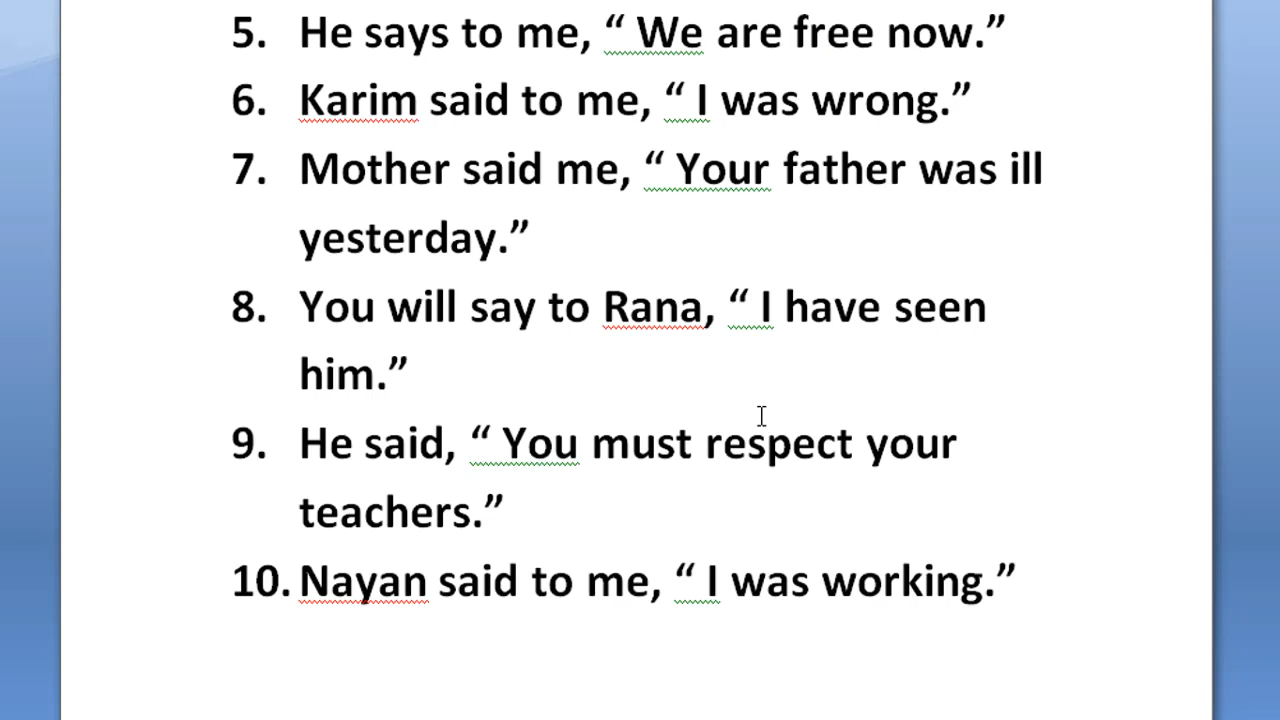 5. He says to me, “ We are free now.”
6. Karim said to me, “ I was wrong.”
7. Mother said me, “ Your father was ill
yesterday.”
8. You will say to Rana, “ I have seen
him.”
9. He said, “ You must respect your
teachers.”
10. Nayan said to me, “ I was working.”